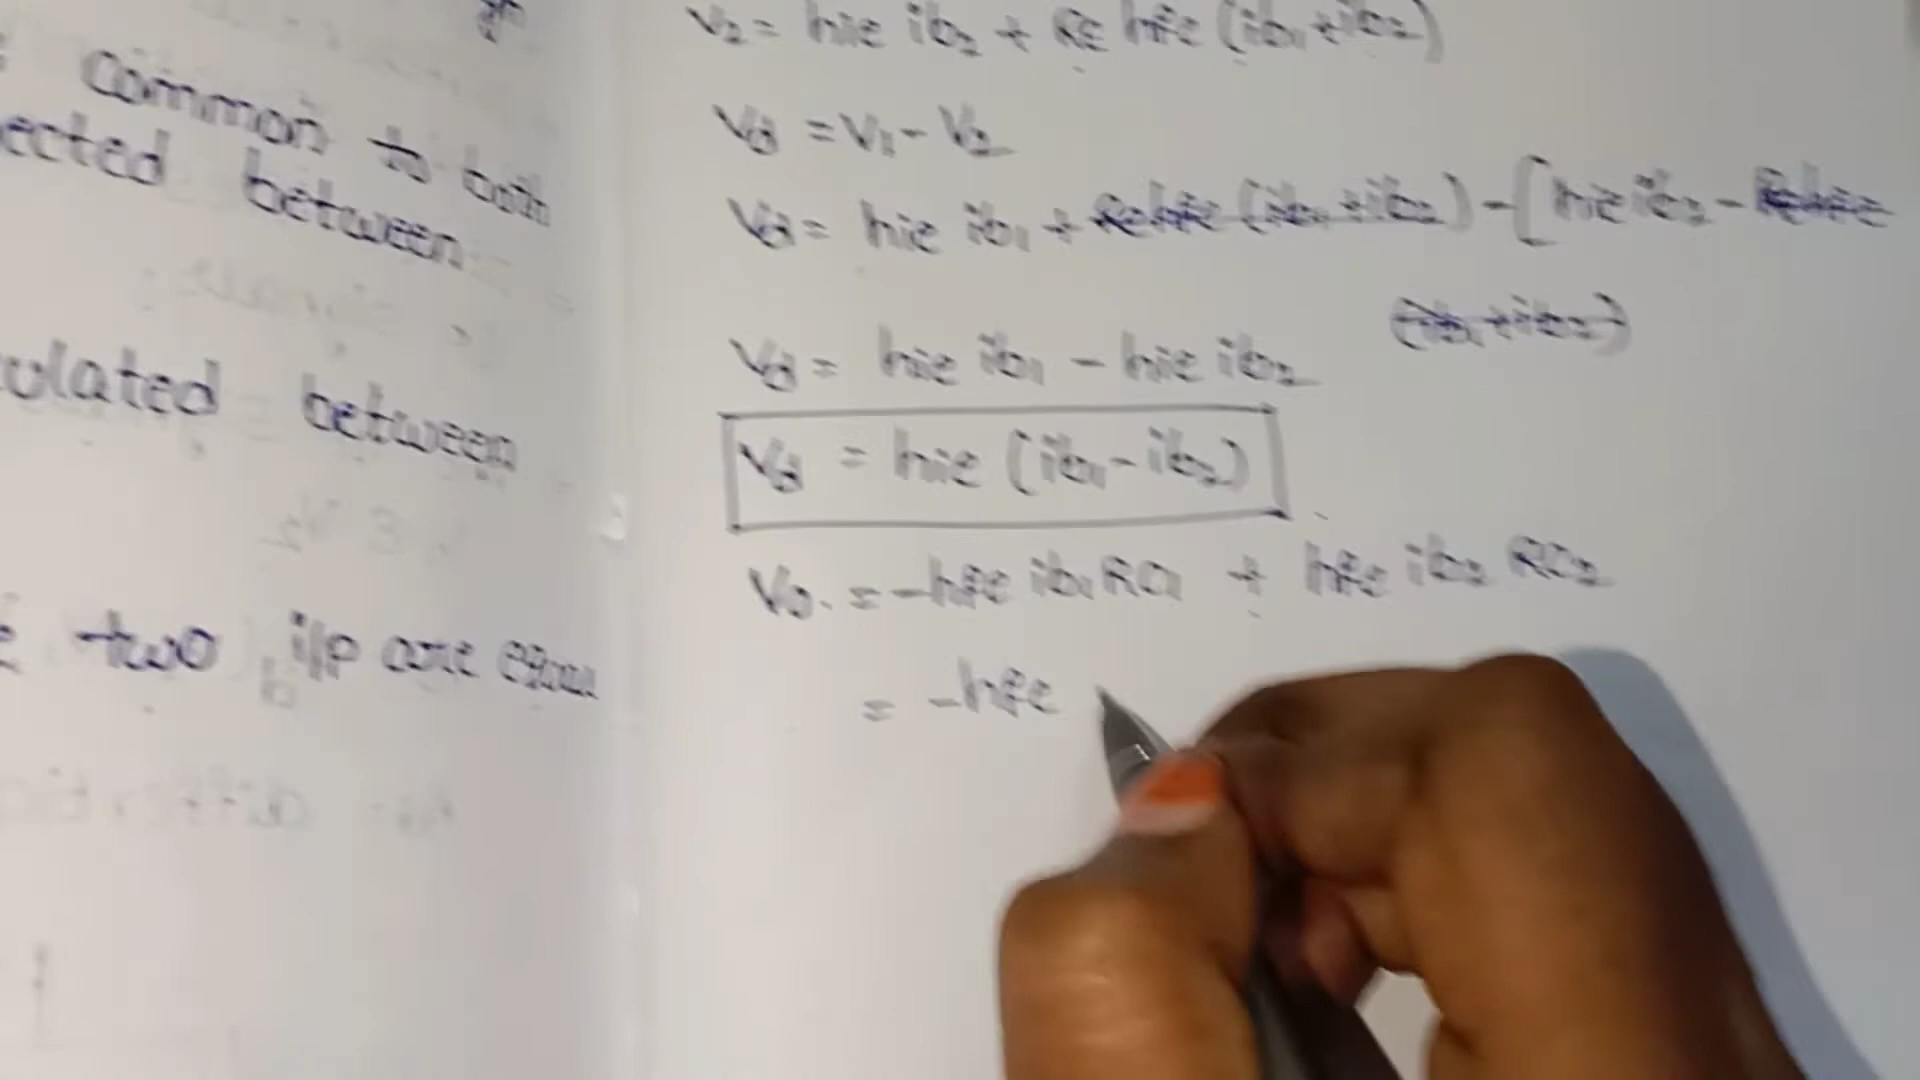 common to both
ected between
ulated between
two i/p are equal
V2 = hie ib2 + RE hfe (ib1+ib2)
Vd = V1 - V2
Vd = hie ib1 + Re hfe (ib1+ib2) - [hie ib2 - Re hfe
(ib1+ib2)
Vd = hie ib1 - hie ib2
Vd = hie (ib1 - ib2)
Vo = -hfe ib1 RC1 + hfe ib2 RC2
= -hfe